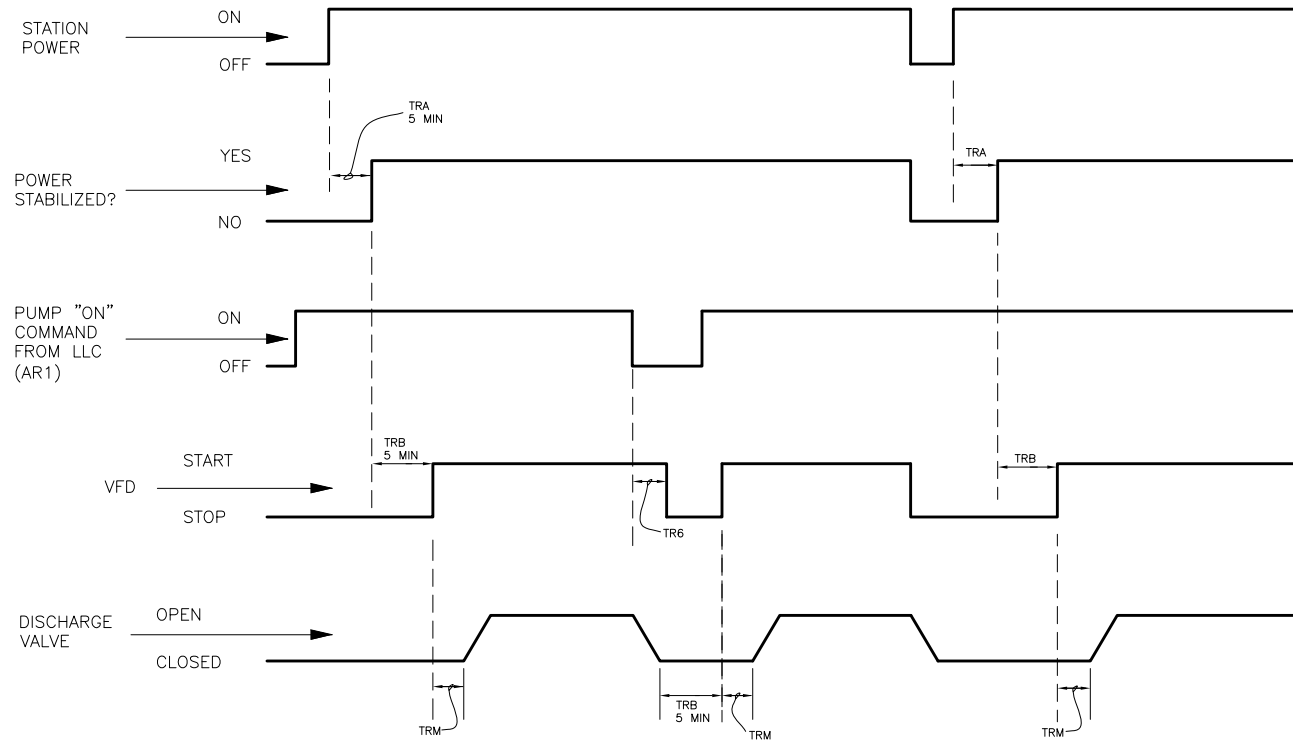 STATION
POWER
ON
OFF
TRA
5 MIN
POWER
STABILIZED?
YES
NO
TRA
PUMP "ON"
COMMAND
FROM LLC
(AR1)
ON
OFF
VFD
START
STOP
TRB
5 MIN
TR6
TRB
DISCHARGE
VALVE
OPEN
CLOSED
TRM
TRB
5 MIN
TRM
TRM